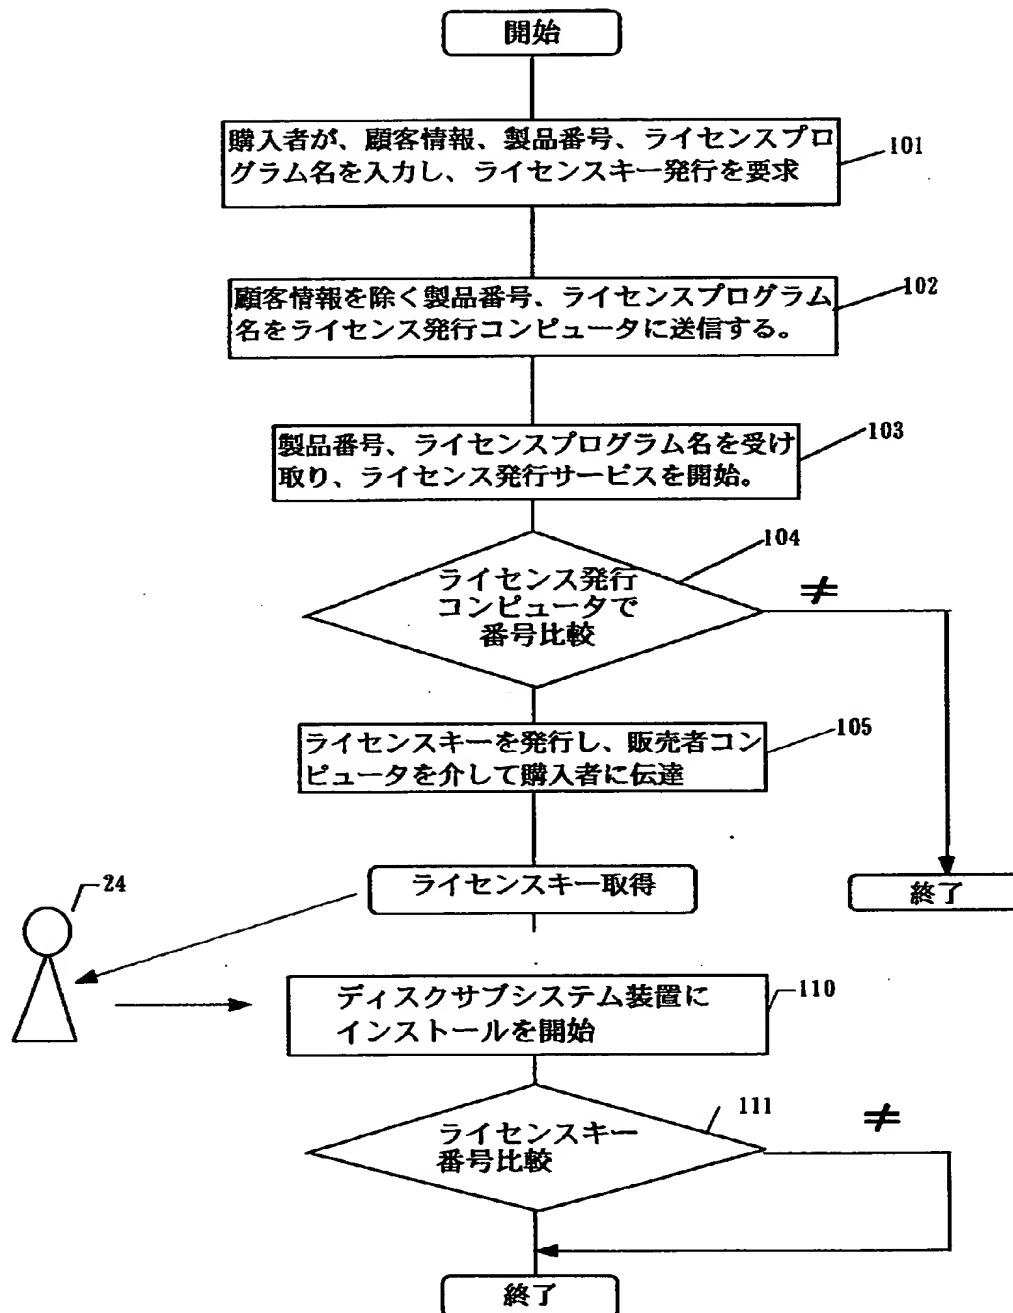 開始
購入者が、顧客情報、製品番号、ライセンスプロ
グラム名を入力し、ライセンスキー発行を要求
101
顧客情報を除く製品番号、ライセンスプログラム
名をライセンス発行コンピュータに送信する。
102
製品番号、ライセンスプログラム名を受け
取り、ライセンス発行サービスを開始。
103
104
ライセンス発行
コンピュータで
番号比較
≠
ライセンスキーを発行し、販売者コン
ピュータを介して購入者に伝達
105
ライセンスキー取得
終了
24
ディスクサブシステム装置に
インストールを開始
110
111
ライセンスキー
番号比較
≠
終了